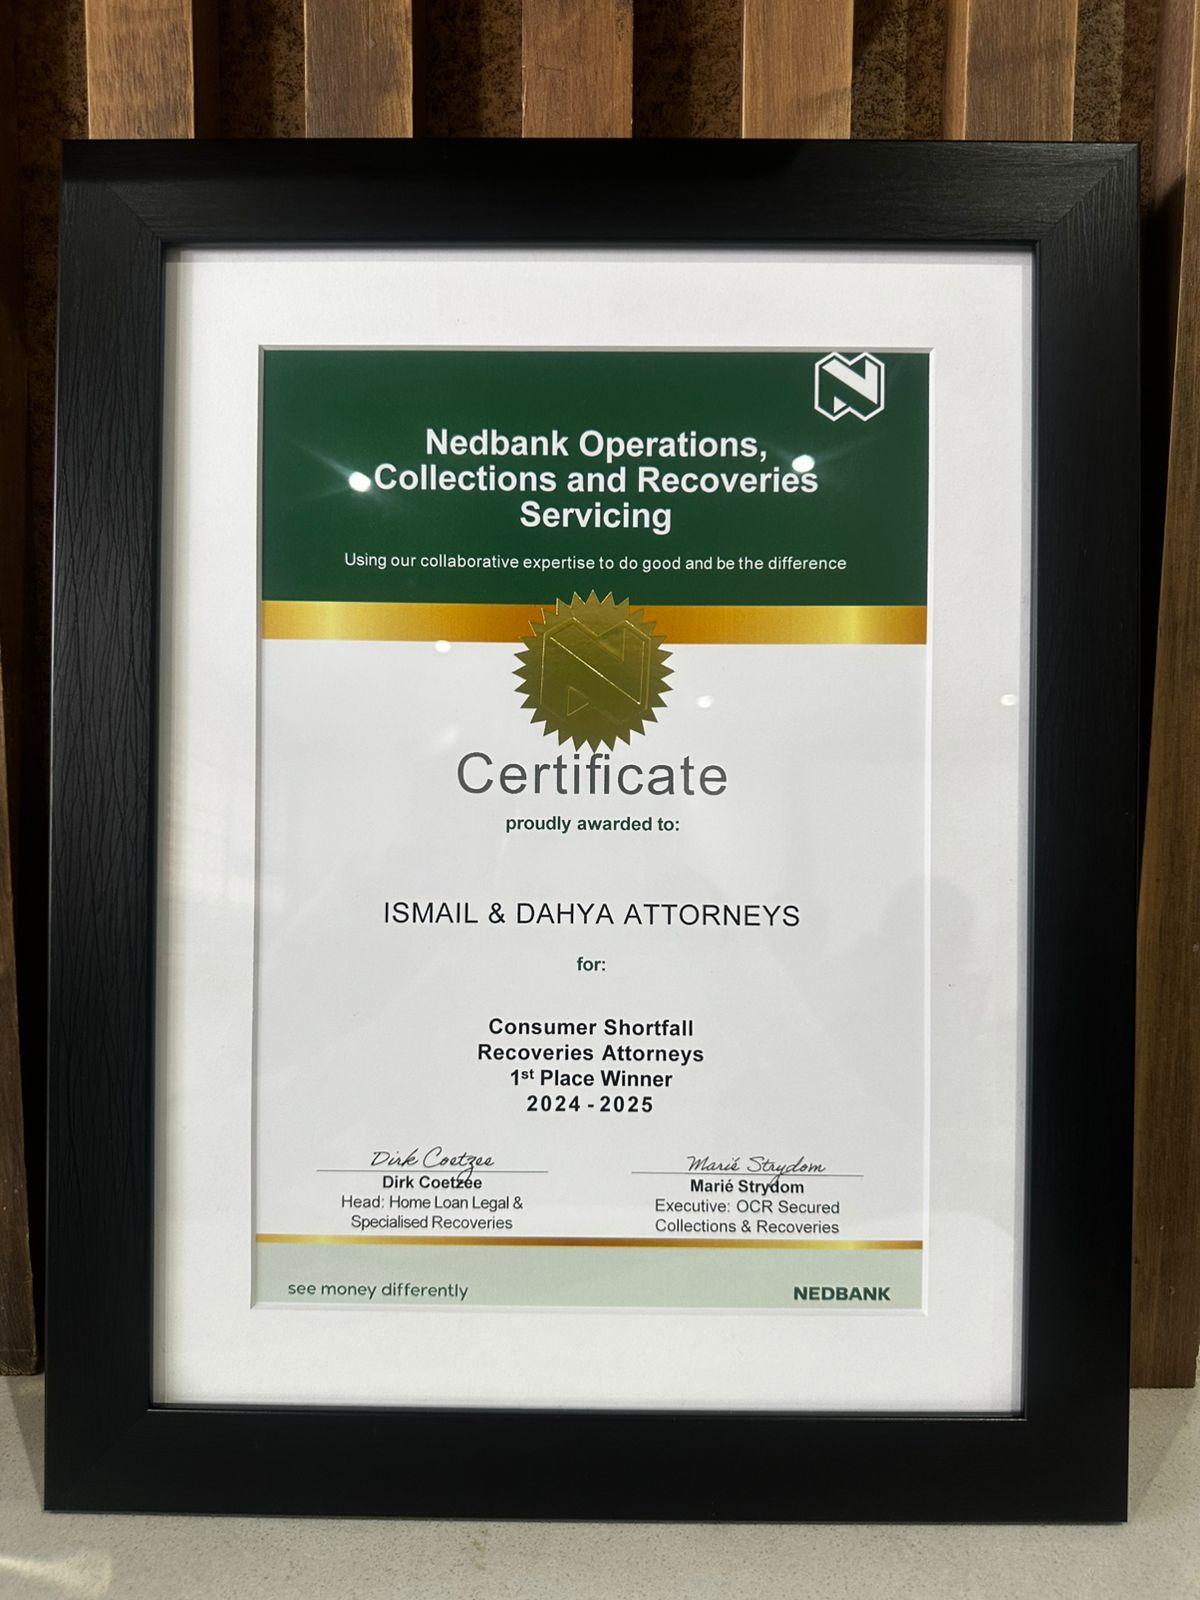 Nedbank Operations,
Collections and Recoveries
Servicing
Using our collaborative expertise to do good and be the difference
Certificate
proudly awarded to:
ISMAIL & DAHYA ATTORNEYS
for:
Consumer Shortfall
Recoveries Attorneys
1st Place Winner
2024 - 2025
Dirk Coetzee
Dirk Coetzee
Head: Home Loan Legal &
Specialised Recoveries
Marié Strydom
Marié Strydom
Executive: OCR Secured
Collections & Recoveries
see money differently
NEDBANK